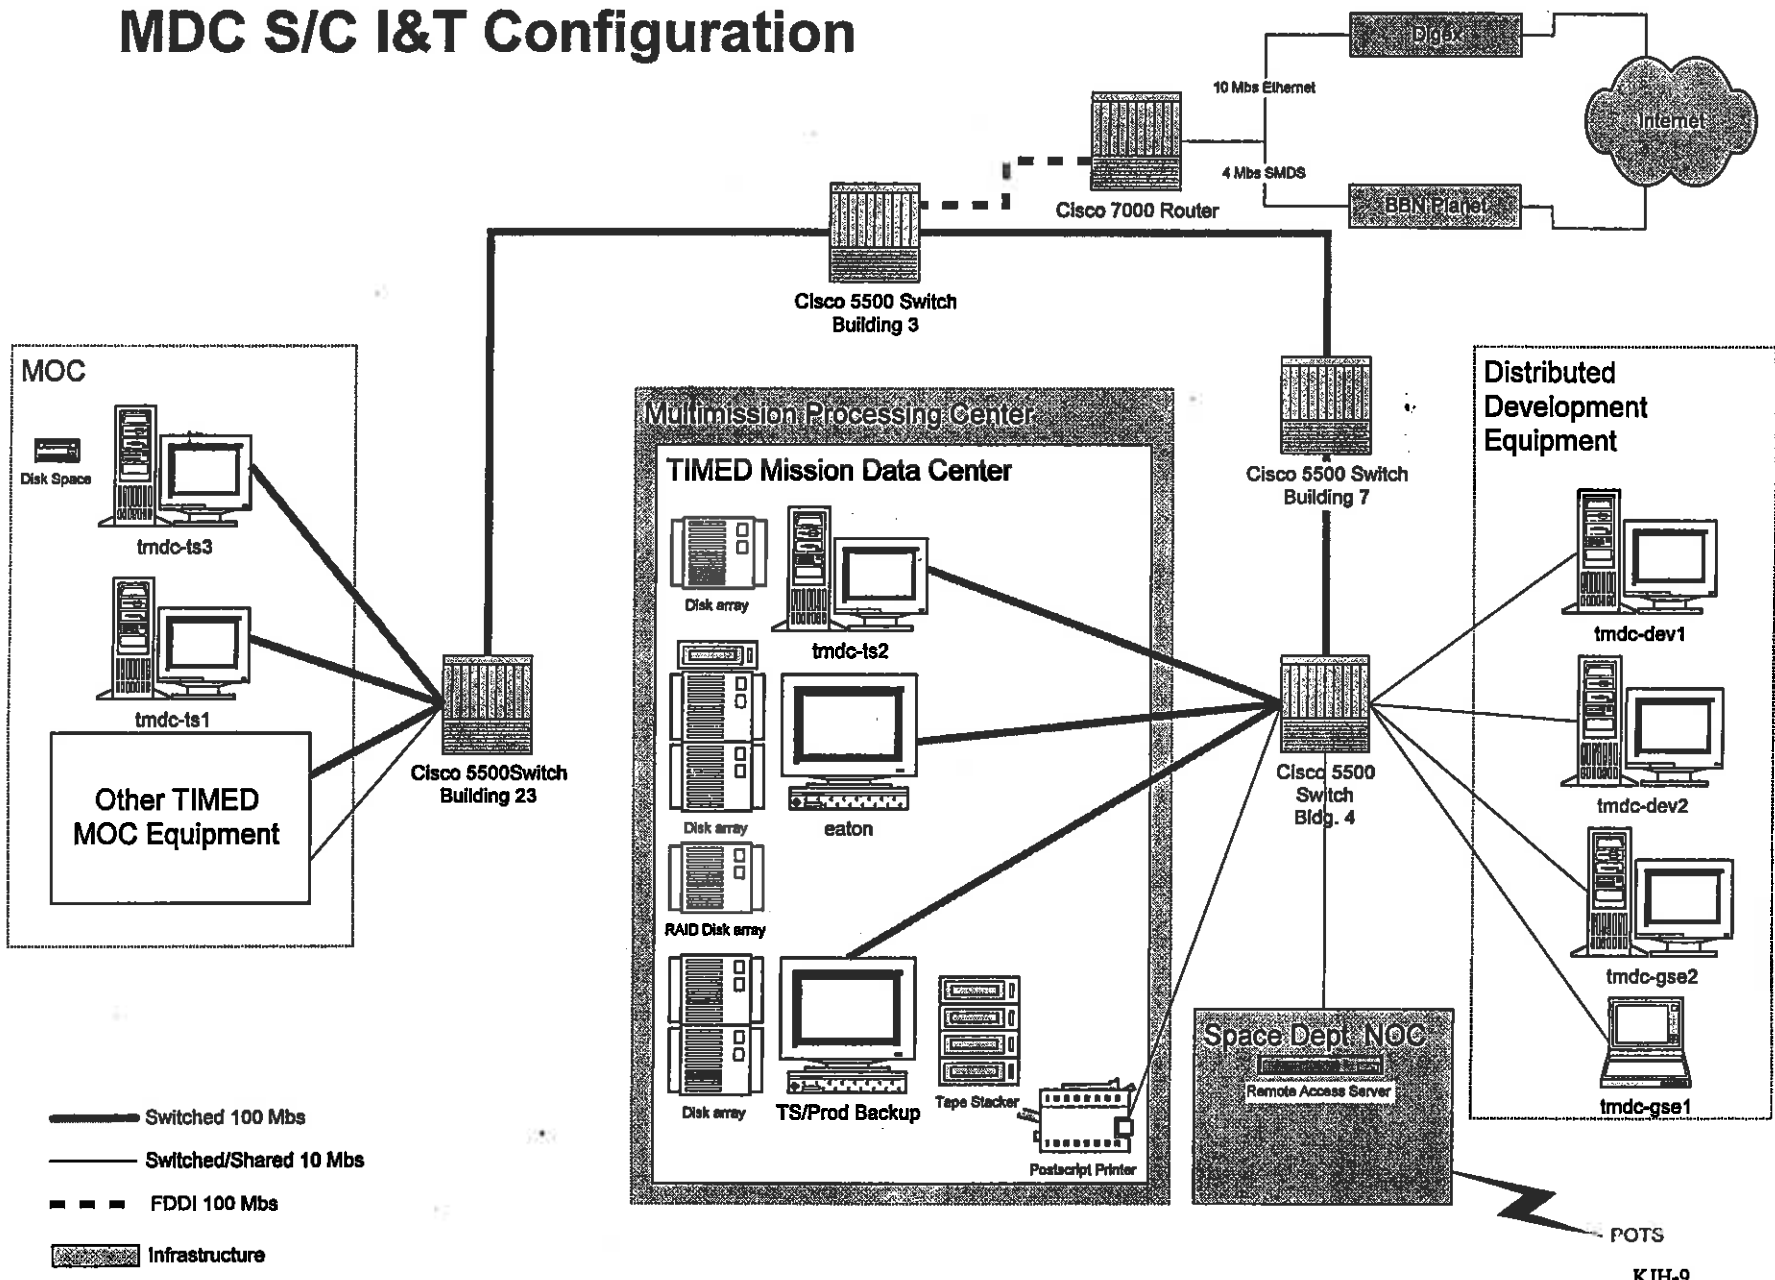 MDC S/C I&T Configuration
Digex
10 Mbs Ethernet
Internet
4 Mbs SMDS
Cisco 7000 Router
BBN Planet
Cisco 5500 Switch
Building 3
MOC
Disk Space
tmdc-ts3
tmdc-ts1
Other TIMED
MOC Equipment
Cisco 5500Switch
Building 23
Multimission Processing Center
TIMED Mission Data Center
Disk array
tmdc-ts2
Disk array
eaton
RAID Disk array
Disk array
TS/Prod Backup
Tape Stacker
Postscript Printer
Cisco 5500 Switch
Building 7
Cisco 5500
Switch
Bldg. 4
Space Dept. NOC
Remote Access Server
POTS
Distributed
Development
Equipment
tmdc-dev1
tmdc-dev2
tmdc-gse2
tmdc-gse1
Switched 100 Mbs
Switched/Shared 10 Mbs
FDDI 100 Mbs
Infrastructure
KJH-9